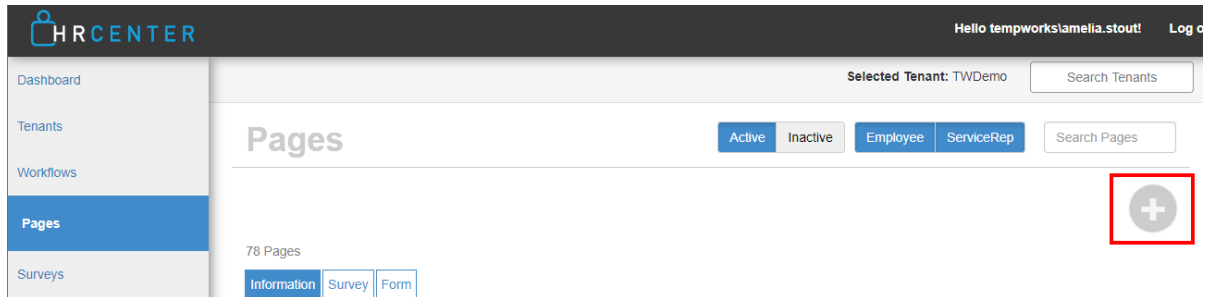 HRCENTER
Hello tempworks\amelia.stout!
Dashboard
Selected Tenant: TWDemo
Search Tenants
Tenants
Pages
Active
Inactive
Employee
ServiceRep
Search Pages
Workflows
Pages
78 Pages
Surveys
Information
Survey
Form